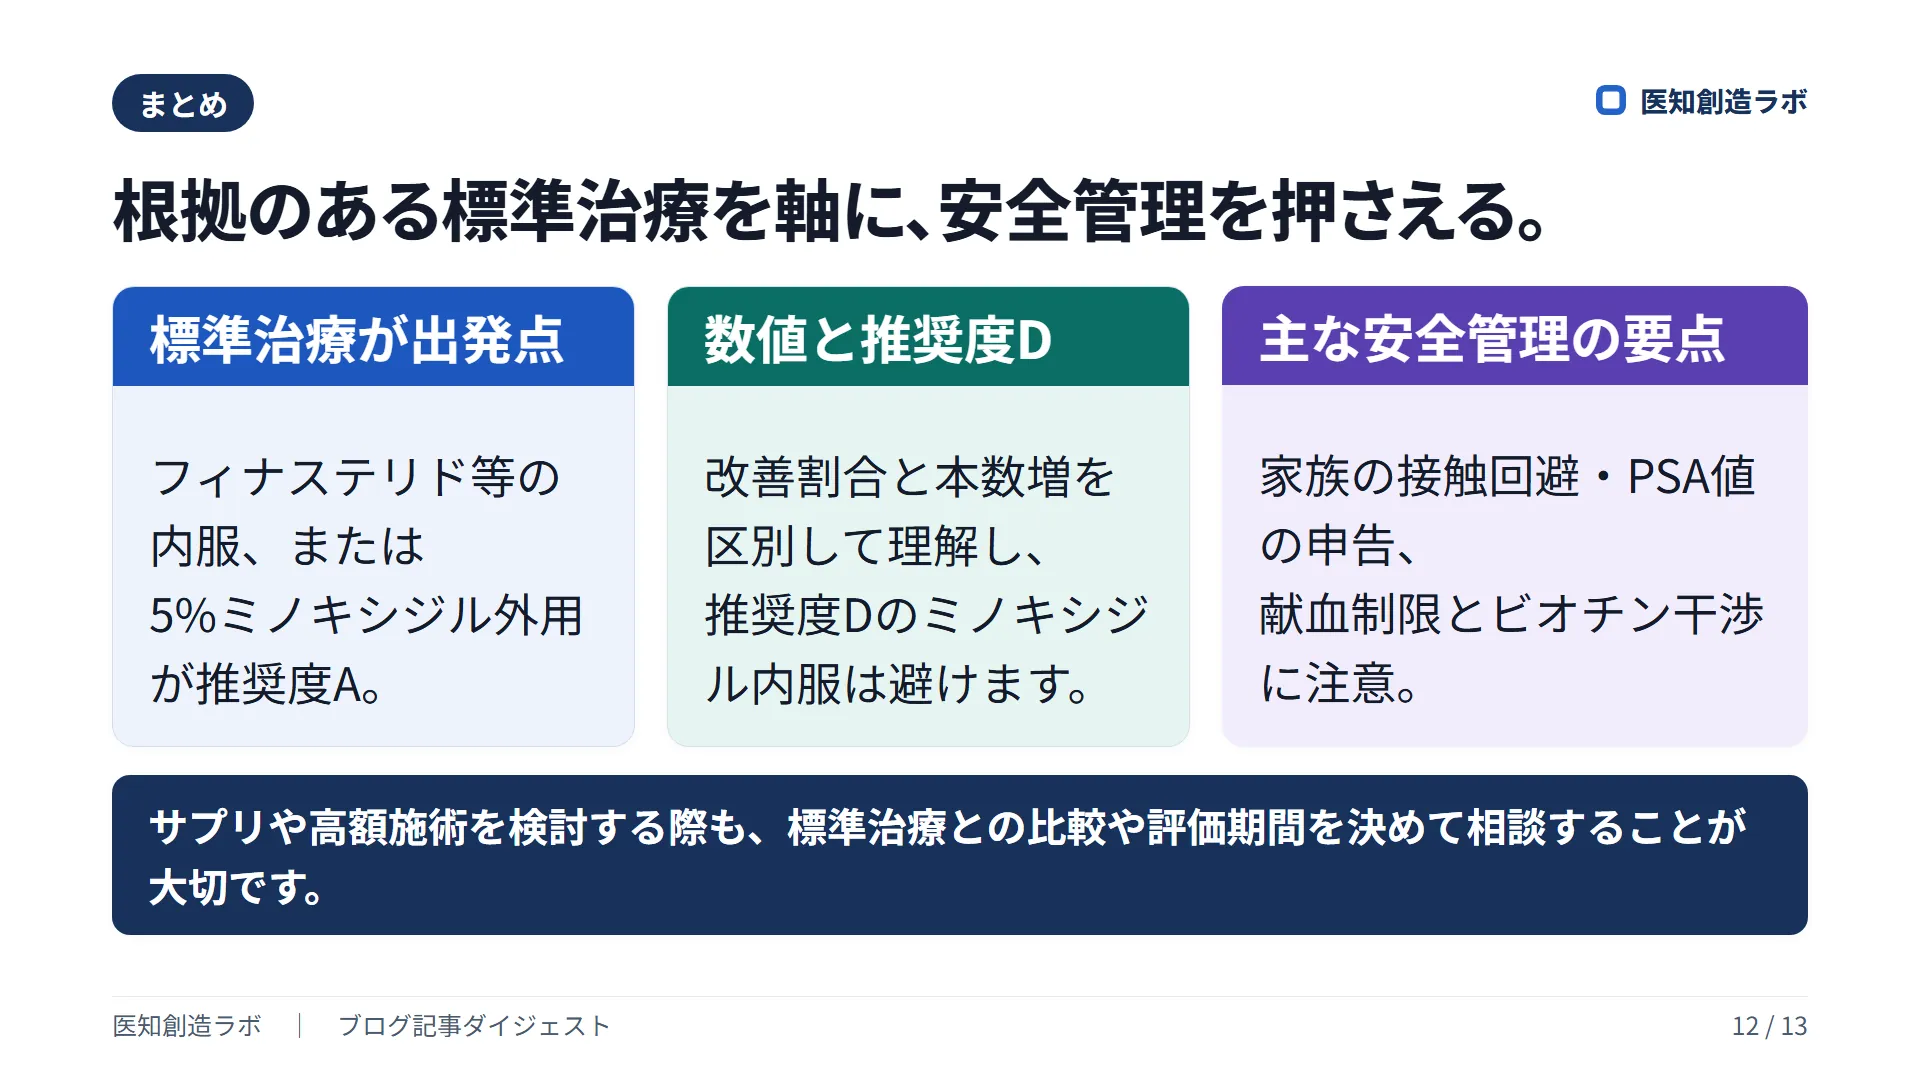 まとめ
医知創造ラボ
根拠のある標準治療を軸に、安全管理を押さえる。
標準治療が出発点
フィナステリド等の
内服、または
5%ミノキシジル外用
が推奨度A。
数値と推奨度D
改善割合と本数増を
区別して理解し、
推奨度Dのミノキシジ
ル内服は避けます。
主な安全管理の要点
家族の接触回避・PSA値
の申告、
献血制限とビオチン干渉
に注意。
サプリや高額施術を検討する際も、標準治療との比較や評価期間を決めて相談することが
大切です。
医知創造ラボ | ブログ記事ダイジェスト
12 / 13